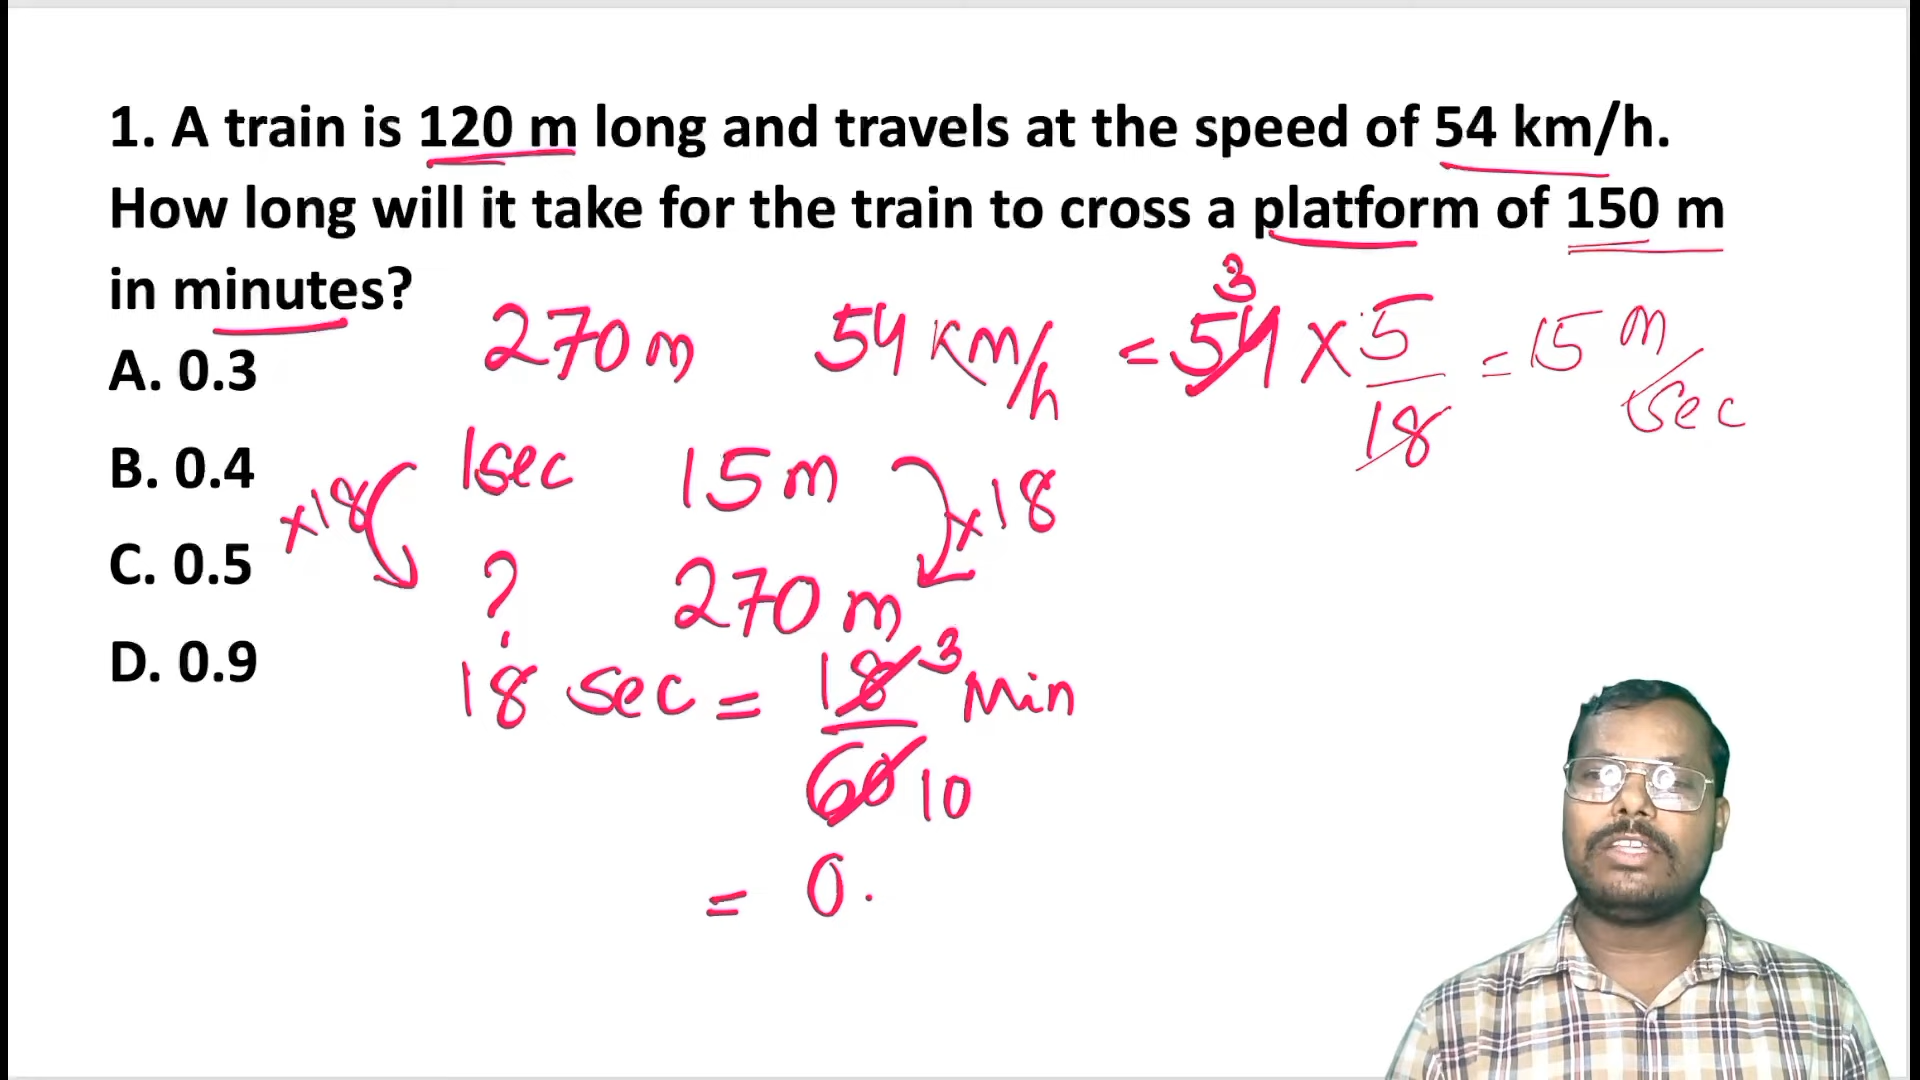 1. A train is 120 m long and travels at the speed of 54 km/h.
How long will it take for the train to cross a platform of 150 m
in minutes?
A. 0.3
B. 0.4
C. 0.5
D. 0.9
270 m 54 KM/h = 54 3 × 5/18 = 15 m/sec
1sec 15 m
×18 ×18
? 270 m
18 sec = 18 3 Min
60 10
= 0.